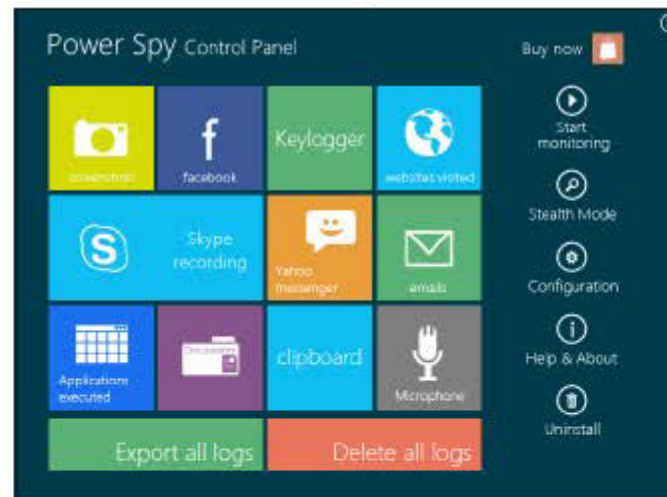 Power Spy Control Panel
Buy now
screenshots
facebook
Keylogger
websites visited
Start
monitoring
Skype
recording
Yahoo
messenger
emails
Stealth Mode
Configuration
Applications
executed
Documents
clipboard
Microphone
Help & About
Uninstall
Export all logs
Delete all logs